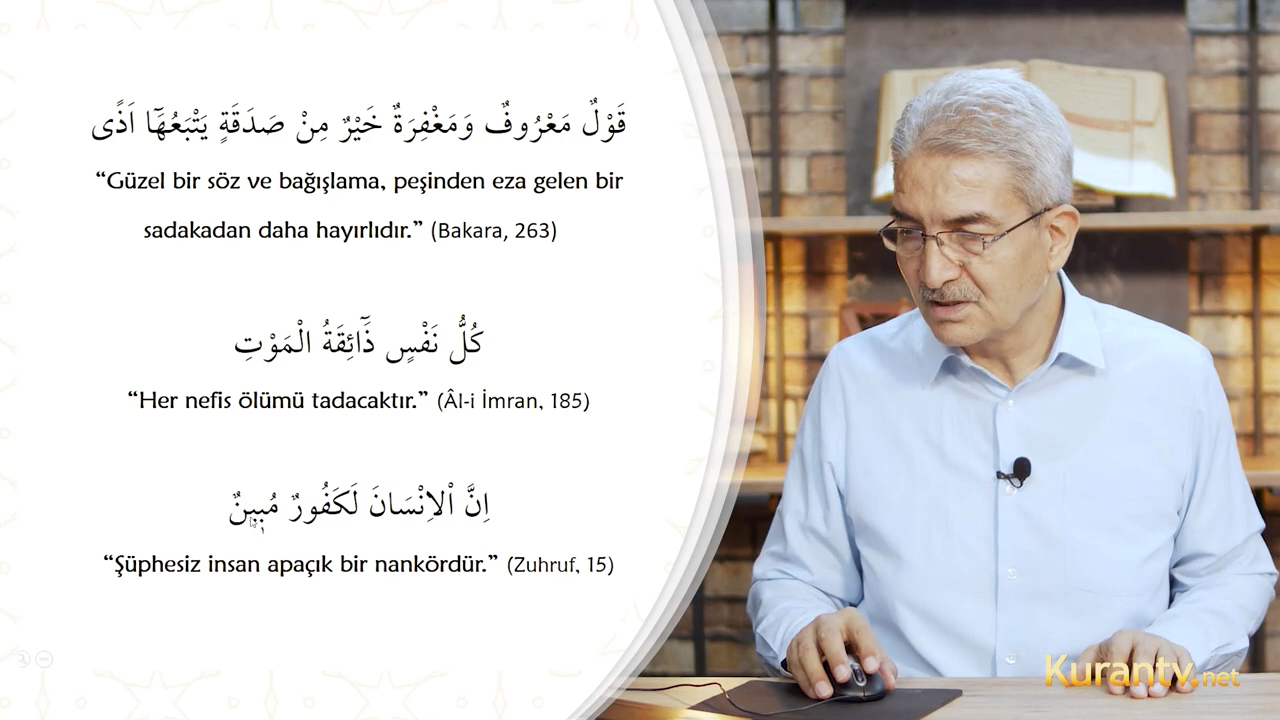 قَوْلٌ مَعْرُوفٌ وَمَغْفِرَةٌ خَيْرٌ مِنْ صَدَقَةٍ يَتْبَعُهَٓا اَذًى
“Güzel bir söz ve bağışlama, peşinden eza gelen bir
sadakadan daha hayırlıdır.” (Bakara, 263)
كُلُّ نَفْسٍ ذَٓائِقَةُ الْمَوْتِ
“Her nefis ölümü tadacaktır.” (Âl-i İmran, 185)
اِنَّ الْاِنْسَانَ لَكَفُورٌ مُب۪ينٌ
“Şüphesiz insan apaçık bir nankördür.” (Zuhruf, 15)
Kurantv.net